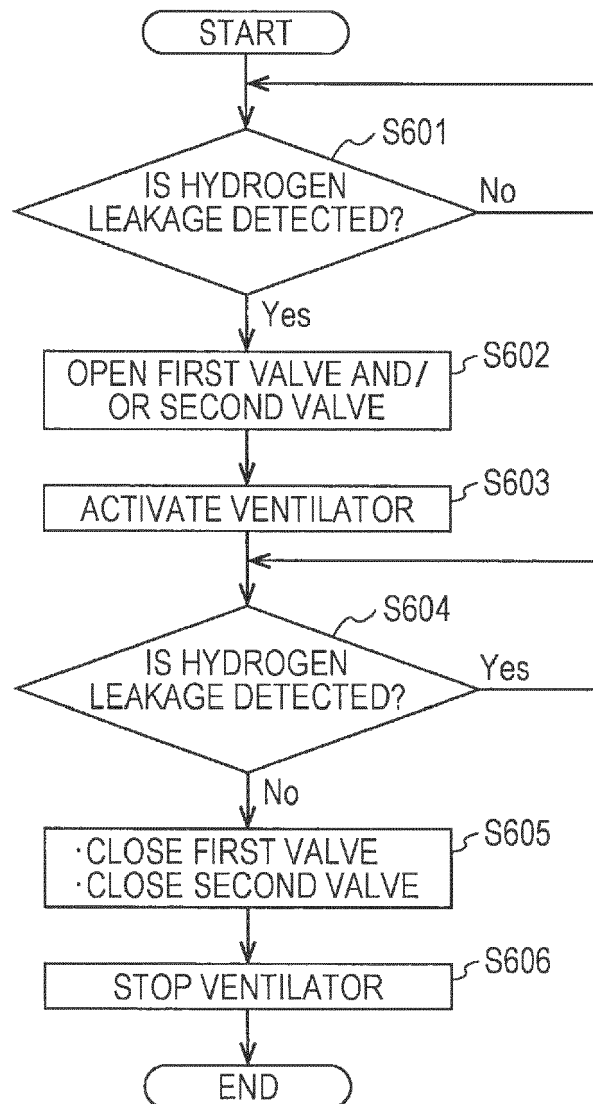 START
S601
IS HYDROGEN
LEAKAGE DETECTED?
No
Yes
S602
OPEN FIRST VALVE AND/
OR SECOND VALVE
S603
ACTIVATE VENTILATOR
S604
IS HYDROGEN
LEAKAGE DETECTED?
Yes
No
S605
·CLOSE FIRST VALVE
·CLOSE SECOND VALVE
S606
STOP VENTILATOR
END